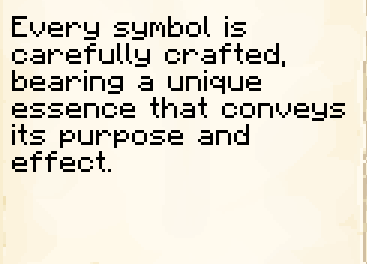 Every symbol is
carefully crafted,
bearing a unique
essence that conveys
its purpose and
effect.